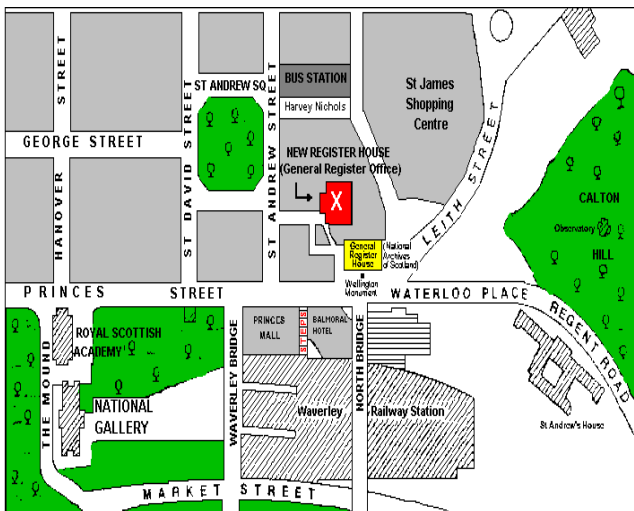 BUS STATION
Harvey Nichols
St James
Shopping
Centre
ST ANDREW SQ
HANOVER STREET
ST DAVID STREET
ST ANDREW STREET
GEORGE STREET
LEITH STREET
NEW REGISTER HOUSE
(General Register Office)
X
CALTON
Observatory
HILL
General
Register
House
(National
Archives
of Scotland)
Wellington
Monument
PRINCES STREET
WATERLOO PLACE
REGENT ROAD
ROYAL SCOTTISH
ACADEMY
PRINCES
MALL
STEPS
BALMORAL
HOTEL
THE MOUND
NATIONAL
GALLERY
WAVERLEY BRIDGE
NORTH BRIDGE
Waverley Railway Station
St Andrew's House
MARKET STREET